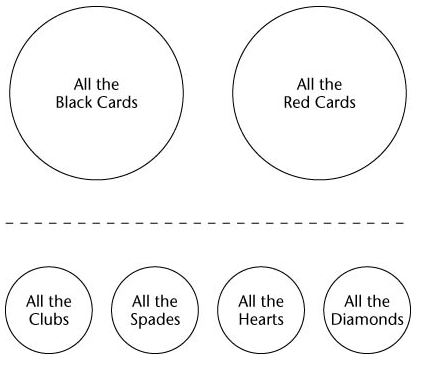 All the
Black Cards
All the
Red Cards
All the
Clubs
All the
Spades
All the
Hearts
All the
Diamonds